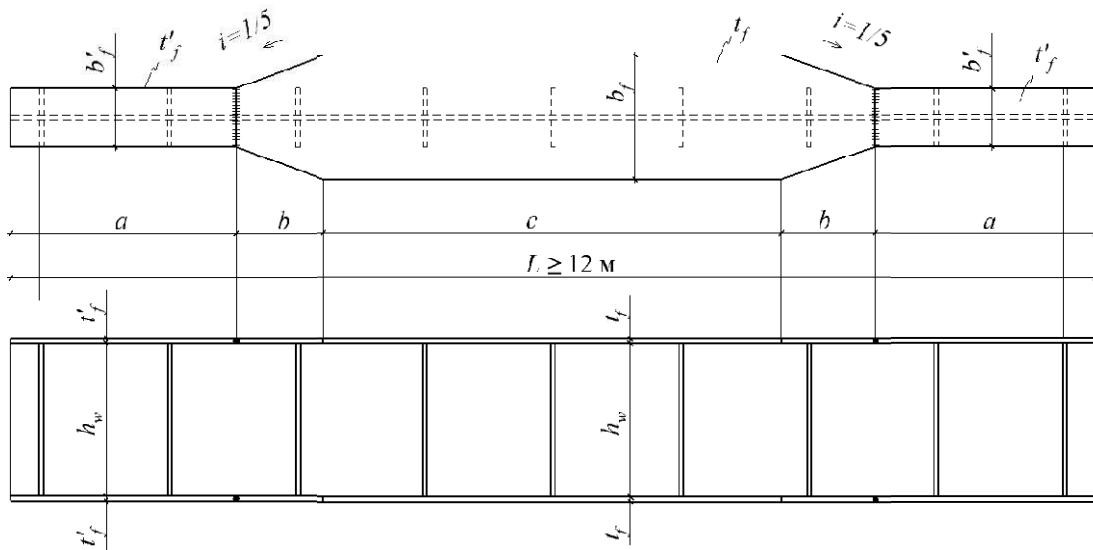 b'f t'f i=1/5 tf i=1/5 b'f t'f
bf
a b c b a
L ≥ 12 м
t'f tf
hw hw
t'f tf